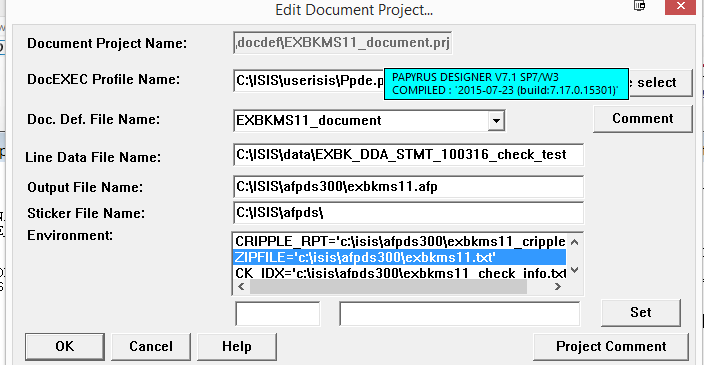 Edit Document Project...
Document Project Name: .docdef\EXBKMS11_document.prj
DocEXEC Profile Name: C:\ISIS\userisis\Ppde.p
PAPYRUS DESIGNER V7.1 SP7/W3
COMPILED : '2015-07-23 (build:7.17.0.15301)'
e select
Doc. Def. File Name: EXBKMS11_document
Comment
Line Data File Name: C:\ISIS\data\EXBK_DDA_STMT_100316_check_test
Output File Name: C:\ISIS\afpds300\exbkms11.afp
Sticker File Name: C:\ISIS\afpds\
Environment:
CRIPPLE_RPT='c:\isis\afpds300\exbkms11_cripple
ZIPFILE='c:\isis\afpds300\exbkms11.txt'
CK_IDX='c:\isis\afpds300\exbkms11_check_info.txt
Set
OK Cancel Help Project Comment